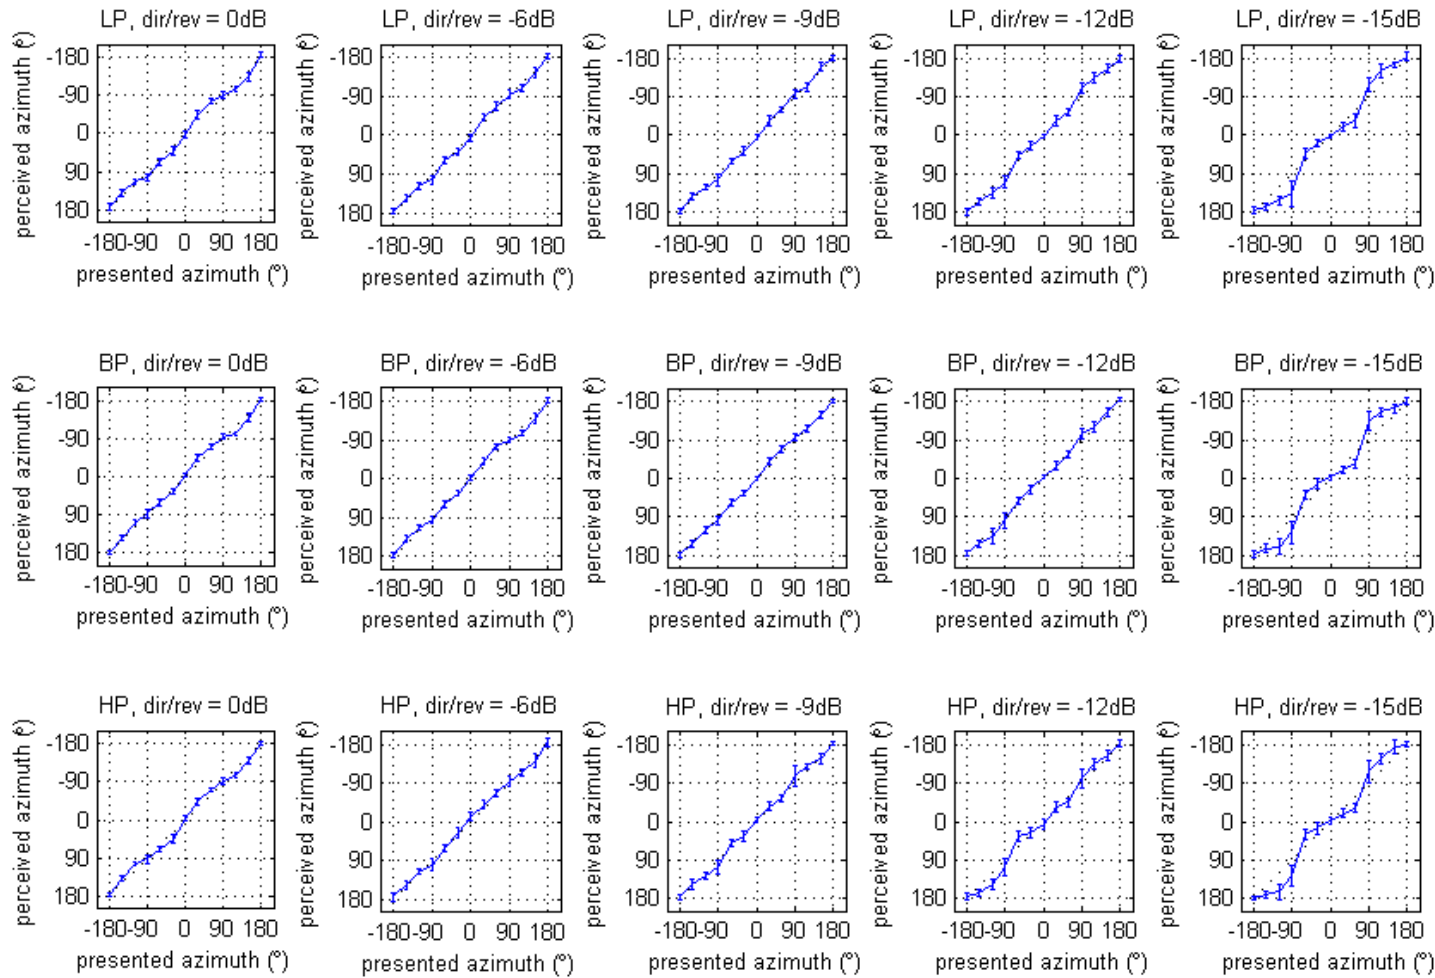 LP, dir/rev = 0dB
perceived azimuth (°)
-180
-90
0
90
180
-180-90 0 90 180
presented azimuth (°)
LP, dir/rev = -6dB
perceived azimuth (°)
-180
-90
0
90
180
-180-90 0 90 180
presented azimuth (°)
LP, dir/rev = -9dB
perceived azimuth (°)
-180
-90
0
90
180
-180-90 0 90 180
presented azimuth (°)
LP, dir/rev = -12dB
perceived azimuth (°)
-180
-90
0
90
180
-180-90 0 90 180
presented azimuth (°)
LP, dir/rev = -15dB
perceived azimuth (°)
-180
-90
0
90
180
-180-90 0 90 180
presented azimuth (°)
BP, dir/rev = 0dB
perceived azimuth (°)
-180
-90
0
90
180
-180-90 0 90 180
presented azimuth (°)
BP, dir/rev = -6dB
perceived azimuth (°)
-180
-90
0
90
180
-180-90 0 90 180
presented azimuth (°)
BP, dir/rev = -9dB
perceived azimuth (°)
-180
-90
0
90
180
-180-90 0 90 180
presented azimuth (°)
BP, dir/rev = -12dB
perceived azimuth (°)
-180
-90
0
90
180
-180-90 0 90 180
presented azimuth (°)
BP, dir/rev = -15dB
perceived azimuth (°)
-180
-90
0
90
180
-180-90 0 90 180
presented azimuth (°)
HP, dir/rev = 0dB
perceived azimuth (°)
-180
-90
0
90
180
-180-90 0 90 180
presented azimuth (°)
HP, dir/rev = -6dB
perceived azimuth (°)
-180
-90
0
90
180
-180-90 0 90 180
presented azimuth (°)
HP, dir/rev = -9dB
perceived azimuth (°)
-180
-90
0
90
180
-180-90 0 90 180
presented azimuth (°)
HP, dir/rev = -12dB
perceived azimuth (°)
-180
-90
0
90
180
-180-90 0 90 180
presented azimuth (°)
HP, dir/rev = -15dB
perceived azimuth (°)
-180
-90
0
90
180
-180-90 0 90 180
presented azimuth (°)